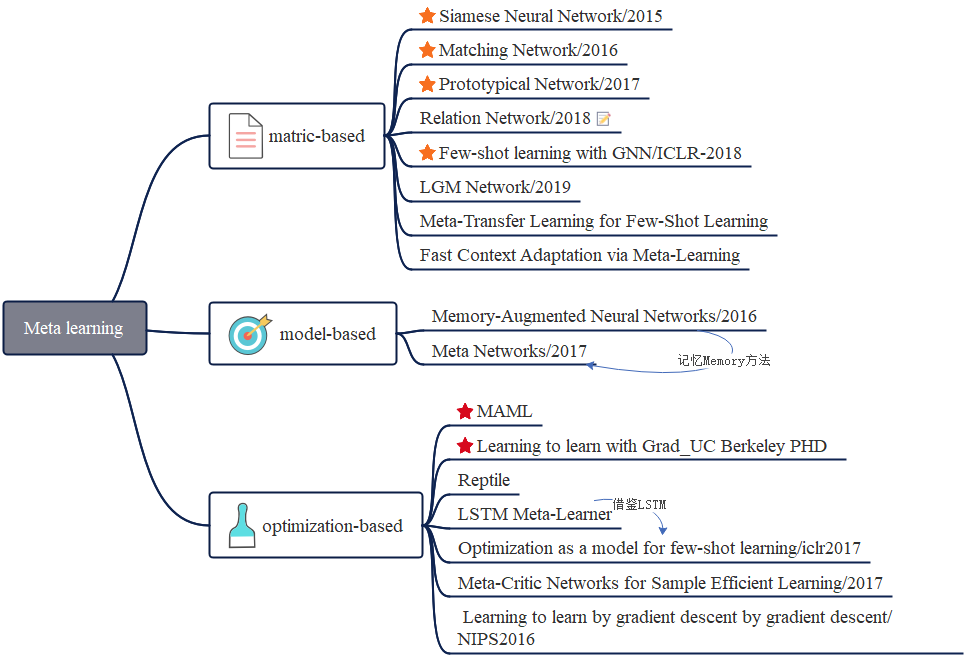 Meta learning
matric-based
Siamese Neural Network/2015
Matching Network/2016
Prototypical Network/2017
Relation Network/2018
Few-shot learning with GNN/ICLR-2018
LGM Network/2019
Meta-Transfer Learning for Few-Shot Learning
Fast Context Adaptation via Meta-Learning
model-based
Memory-Augmented Neural Networks/2016
Meta Networks/2017
记忆Memory方法
optimization-based
MAML
Learning to learn with Grad_UC Berkeley PHD
Reptile
LSTM Meta-Learner
借鉴LSTM
Optimization as a model for few-shot learning/iclr2017
Meta-Critic Networks for Sample Efficient Learning/2017
Learning to learn by gradient descent by gradient descent/
NIPS2016